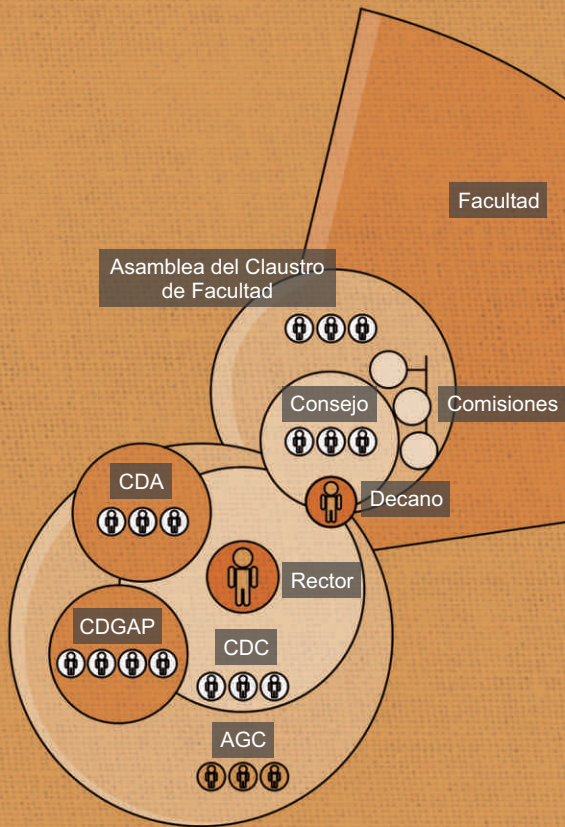 Facultad
Asamblea del Claustro
de Facultad
Consejo
Comisiones
CDA
Decano
Rector
CDGAP
CDC
AGC